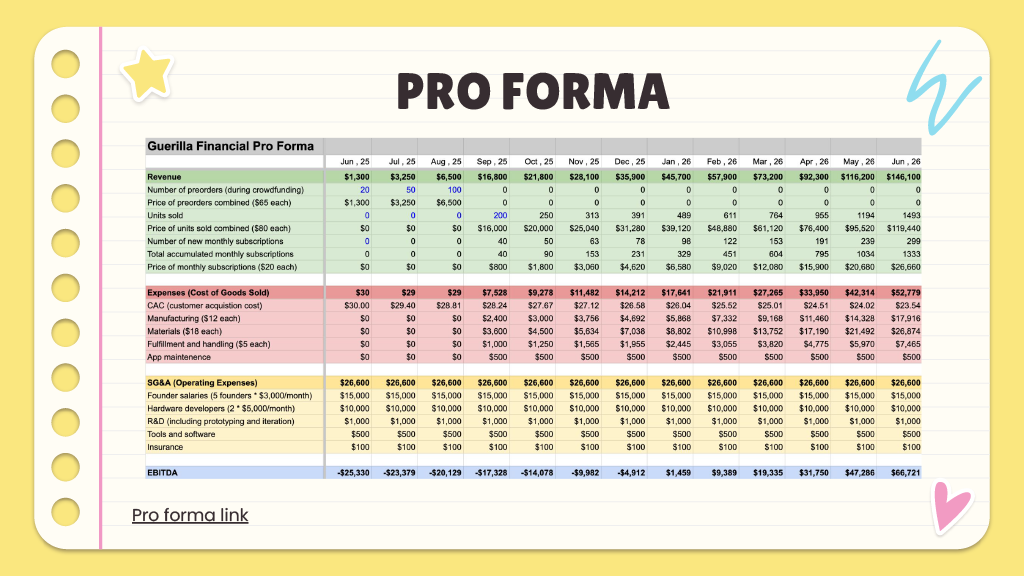 PRO FORMA
Guerilla Financial Pro Forma
Jun , 25 Jul , 25 Aug , 25 Sep , 25 Oct , 25 Nov , 25 Dec , 25 Jan , 26 Feb , 26 Mar , 26 Apr , 26 May , 26 Jun , 26
Revenue $1,300 $3,250 $6,500 $16,800 $21,800 $28,100 $35,900 $45,700 $57,900 $73,200 $92,300 $116,200 $146,100
Number of preorders (during crowdfunding) 20 50 100 0 0 0 0 0 0 0 0 0 0
Price of preorders combined ($65 each) $1,300 $3,250 $6,500 0 0 0 0 0 0 0 0 0 0
Units sold 0 0 0 200 250 313 391 489 611 764 955 1194 1493
Price of units sold combined ($80 each) $0 $0 $0 $16,000 $20,000 $25,040 $31,280 $39,120 $48,880 $61,120 $76,400 $95,520 $119,440
Number of new monthly subscriptions 0 0 0 40 50 63 78 98 122 153 191 239 299
Total accumulated monthly subscriptions 0 0 0 40 90 153 231 329 451 604 795 1034 1333
Price of monthly subscriptions ($20 each) $0 $0 $0 $800 $1,800 $3,060 $4,620 $6,580 $9,020 $12,080 $15,900 $20,680 $26,660
Expenses (Cost of Goods Sold) $30 $29 $29 $7,528 $9,278 $11,482 $14,212 $17,641 $21,911 $27,265 $33,950 $42,314 $52,779
CAC (customer acquistion cost) $30.00 $29.40 $28.81 $28.24 $27.67 $27.12 $26.58 $26.04 $25.52 $25.01 $24.51 $24.02 $23.54
Manufacturing ($12 each) $0 $0 $0 $2,400 $3,000 $3,756 $4,692 $5,868 $7,332 $9,168 $11,460 $14,328 $17,916
Materials ($18 each) $0 $0 $0 $3,600 $4,500 $5,634 $7,038 $8,802 $10,998 $13,752 $17,190 $21,492 $26,874
Fulfillment and handling ($5 each) $0 $0 $0 $1,000 $1,250 $1,565 $1,955 $2,445 $3,055 $3,820 $4,775 $5,970 $7,465
App maintenence $0 $0 $0 $500 $500 $500 $500 $500 $500 $500 $500 $500 $500
SG&A (Operating Expenses) $26,600 $26,600 $26,600 $26,600 $26,600 $26,600 $26,600 $26,600 $26,600 $26,600 $26,600 $26,600 $26,600
Founder salaries (5 founders * $3,000/month) $15,000 $15,000 $15,000 $15,000 $15,000 $15,000 $15,000 $15,000 $15,000 $15,000 $15,000 $15,000 $15,000
Hardware developers (2 * $5,000/month) $10,000 $10,000 $10,000 $10,000 $10,000 $10,000 $10,000 $10,000 $10,000 $10,000 $10,000 $10,000 $10,000
R&D (including prototyping and iteration) $1,000 $1,000 $1,000 $1,000 $1,000 $1,000 $1,000 $1,000 $1,000 $1,000 $1,000 $1,000 $1,000
Tools and software $500 $500 $500 $500 $500 $500 $500 $500 $500 $500 $500 $500 $500
Insurance $100 $100 $100 $100 $100 $100 $100 $100 $100 $100 $100 $100 $100
EBITDA -$25,330 -$23,379 -$20,129 -$17,328 -$14,078 -$9,982 -$4,912 $1,459 $9,389 $19,335 $31,750 $47,286 $66,721
Pro forma link